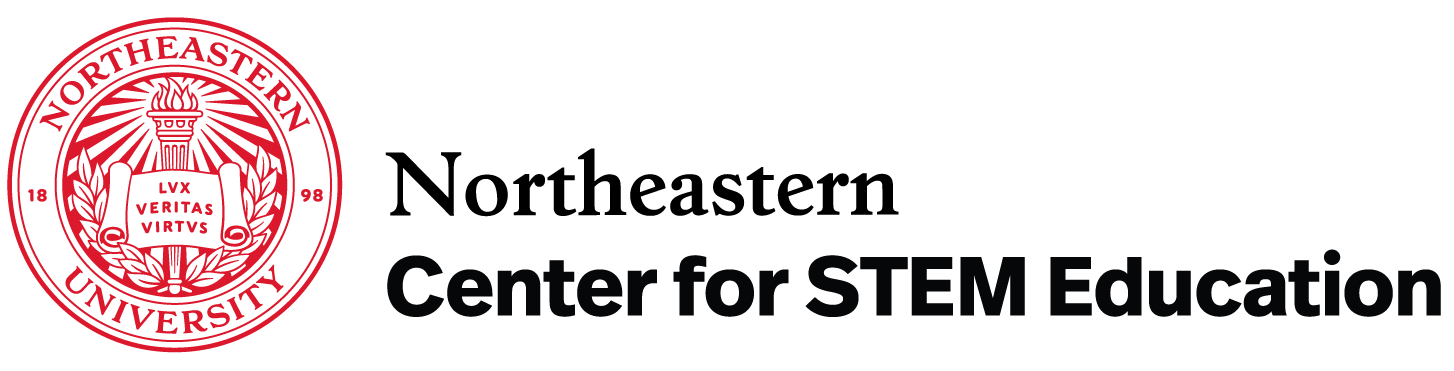 NORTHEASTERN
18
98
LVX
VERITAS
VIRTVS
UNIVERSITY
Northeastern
Center for STEM Education